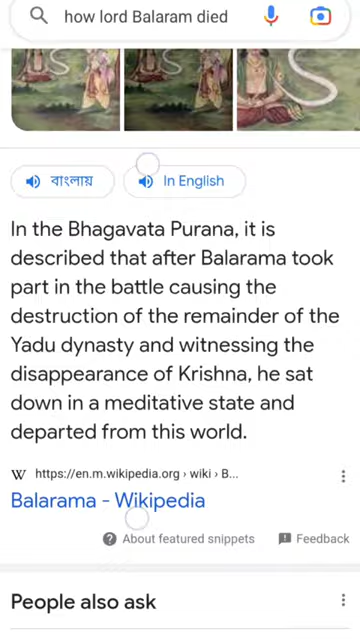 how lord Balaram died
বাংলায়
In English
In the Bhagavata Purana, it is
described that after Balarama took
part in the battle causing the
destruction of the remainder of the
Yadu dynasty and witnessing the
disappearance of Krishna, he sat
down in a meditative state and
departed from this world.
W https://en.m.wikipedia.org › wiki › B...
Balarama - Wikipedia
About featured snippets
Feedback
People also ask